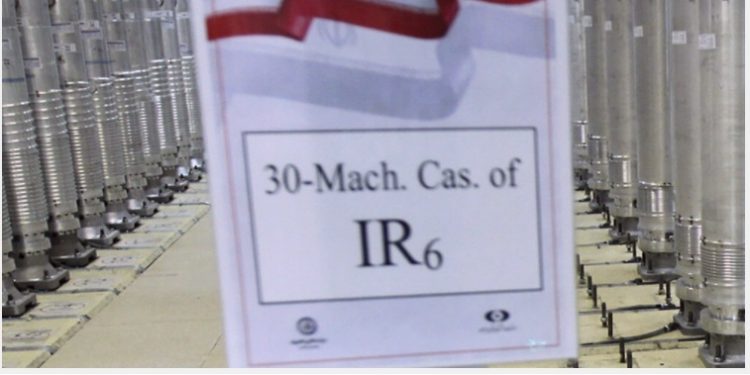 30-Mach. Cas. of
IR6